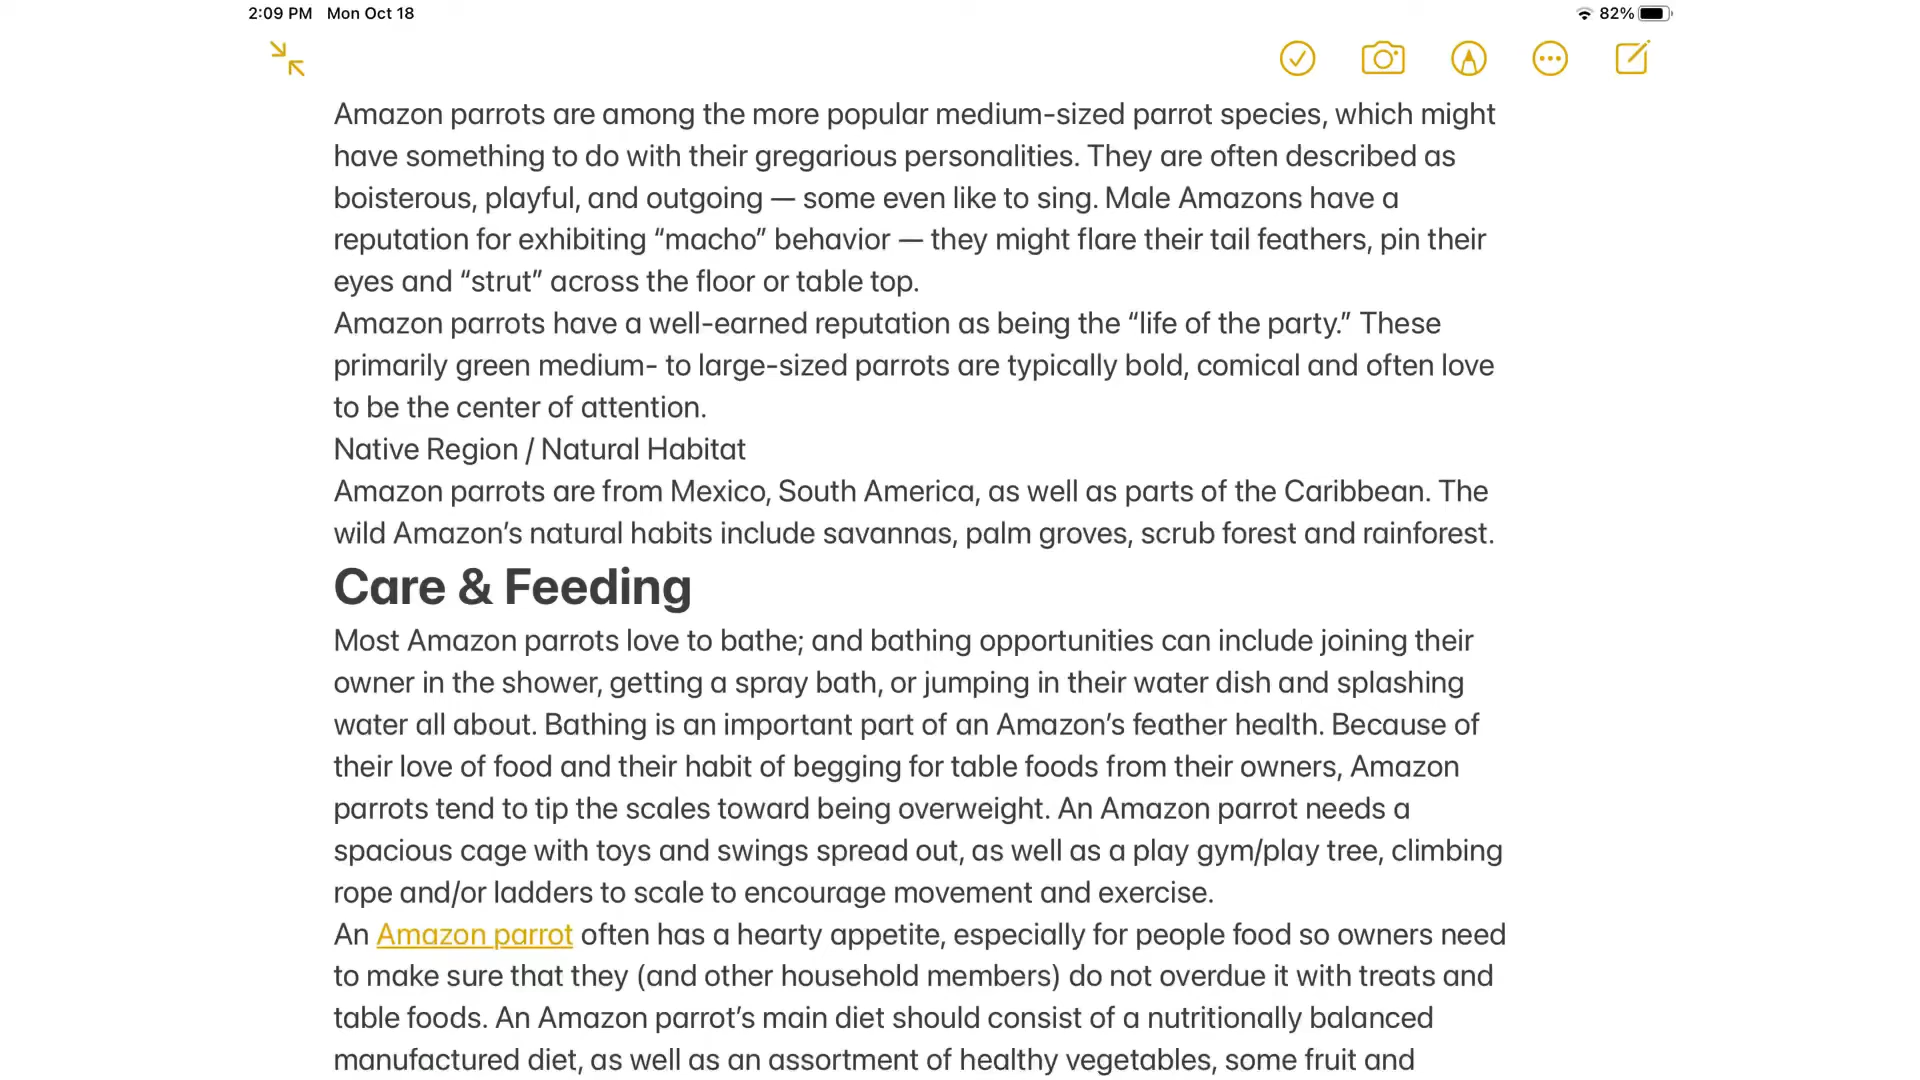 2:09 PM Mon Oct 18 82%
Amazon parrots are among the more popular medium-sized parrot species, which might
have something to do with their gregarious personalities. They are often described as
boisterous, playful, and outgoing — some even like to sing. Male Amazons have a
reputation for exhibiting “macho” behavior — they might flare their tail feathers, pin their
eyes and “strut” across the floor or table top.
Amazon parrots have a well-earned reputation as being the “life of the party.” These
primarily green medium- to large-sized parrots are typically bold, comical and often love
to be the center of attention.
Native Region / Natural Habitat
Amazon parrots are from Mexico, South America, as well as parts of the Caribbean. The
wild Amazon’s natural habits include savannas, palm groves, scrub forest and rainforest.
Care & Feeding
Most Amazon parrots love to bathe; and bathing opportunities can include joining their
owner in the shower, getting a spray bath, or jumping in their water dish and splashing
water all about. Bathing is an important part of an Amazon’s feather health. Because of
their love of food and their habit of begging for table foods from their owners, Amazon
parrots tend to tip the scales toward being overweight. An Amazon parrot needs a
spacious cage with toys and swings spread out, as well as a play gym/play tree, climbing
rope and/or ladders to scale to encourage movement and exercise.
An Amazon parrot often has a hearty appetite, especially for people food so owners need
to make sure that they (and other household members) do not overdue it with treats and
table foods. An Amazon parrot’s main diet should consist of a nutritionally balanced
manufactured diet, as well as an assortment of healthy vegetables, some fruit and